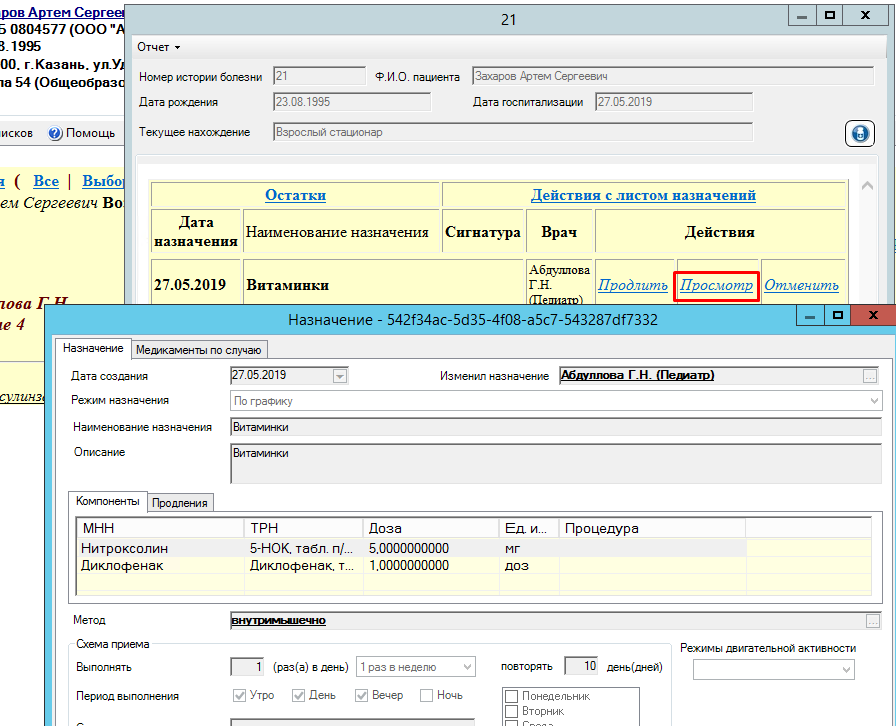 аров Артем Сергеев
Б 0804577 (ООО "А
8.1995
00, г.Казань, ул.Уд
ла 54 (Общеобразо
исков Помощь
я ( Все | Выбор
ем Сергеевич Во
лова Г.Н
ие 4
сулинза
21
Отчет
Номер истории болезни 21 Ф.И.О. пациента Захаров Артем Сергеевич
Дата рождения 23.08.1995 Дата госпитализации 27.05.2019
Текущее нахождение Взрослый стационар
Остатки Действия с листом назначений
Дата назначения Наименование назначения Сигнатура Врач Действия
27.05.2019 Витаминки Абдуллова Г.Н. (Педиатр) Продлить Просмотр Отменить
Назначение - 542f34ac-5d35-4f08-a5c7-543287df7332
Назначение Медикаменты по случаю
Дата создания 27.05.2019 Изменил назначение Абдуллова Г.Н. (Педиатр) ...
Режим назначения По графику
Наименование назначения Витаминки
Описание Витаминки
Компоненты Продления
МНН ТРН Доза Ед. и... Процедура
Нитроксолин 5-НОК, табл. п/... 5,0000000000 мг
Диклофенак Диклофенак, т... 1,0000000000 доз
Метод внутримышечно ...
Схема приема Режимы двигательной активности
Выполнять 1 (раз(а) в день) 1 раз в неделю повторять 10 день(дней)
Период выполнения Утро День Вечер Ночь Понедельник
Вторник
Среда